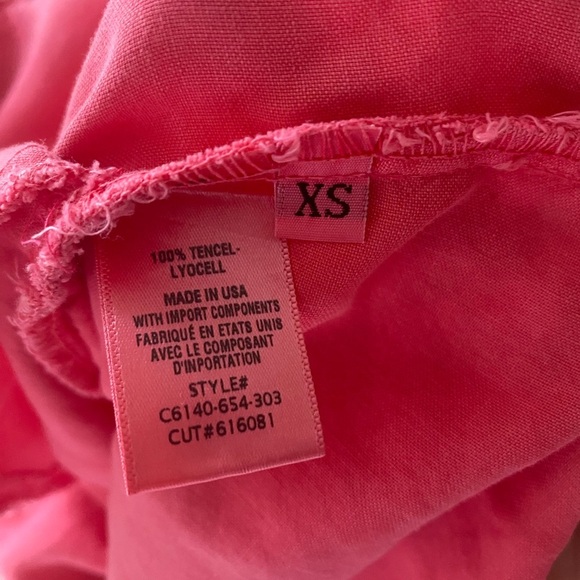 XS
100% TENCEL-
LYOCELL
MADE IN USA
WITH IMPORT COMPONENTS
FABRIQUÉ EN ETATS UNIS
AVEC LE COMPOSANT
D'INPORTATION
STYLE#
C6140-654-303
CUT#616081